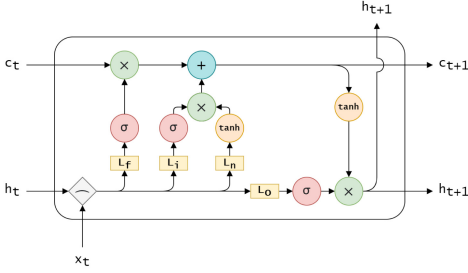 h_{t+1}
c_t × + c_{t+1}
× tanh
σ σ tanh
L_f L_i L_n
h_t ⌢ L_o σ × h_{t+1}
x_t